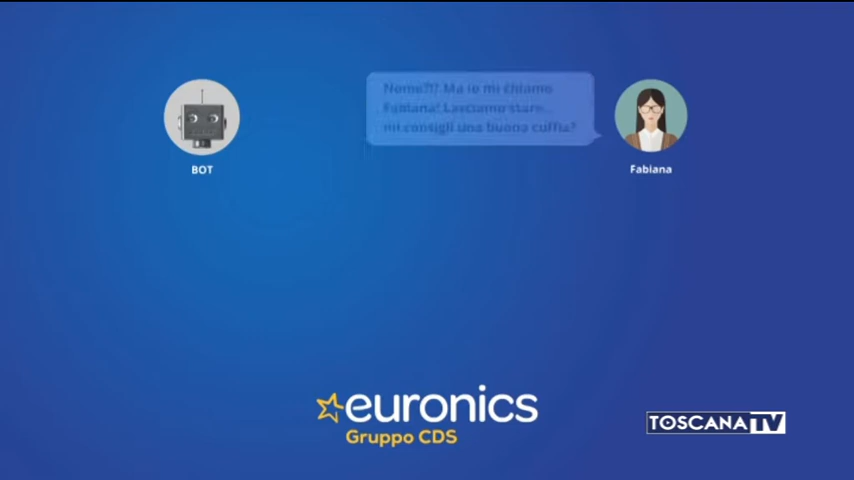 Nome?!? Ma io mi chiamo
Fabiana! Lasciamo stare...
mi consigli una buona cuffia?
BOT
Fabiana
euronics
Gruppo CDS
TOSCANA TV